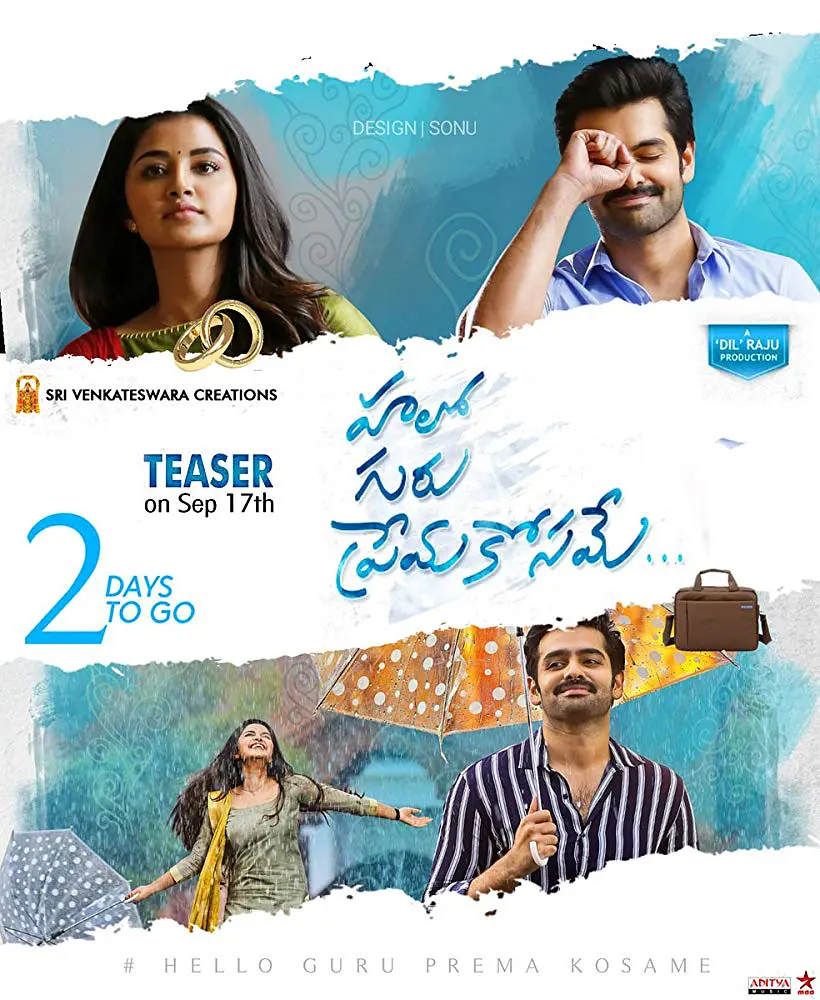 DESIGN | SONU
A
'DIL' RAJU
PRODUCTION
SRI VENKATESWARA CREATIONS
హలో
గురు
ప్రేమకోసమే...
TEASER
on Sep 17th
2
DAYS
TO GO
# HELLO GURU PREMA KOSAME
ADITYA
MUSIC
maa